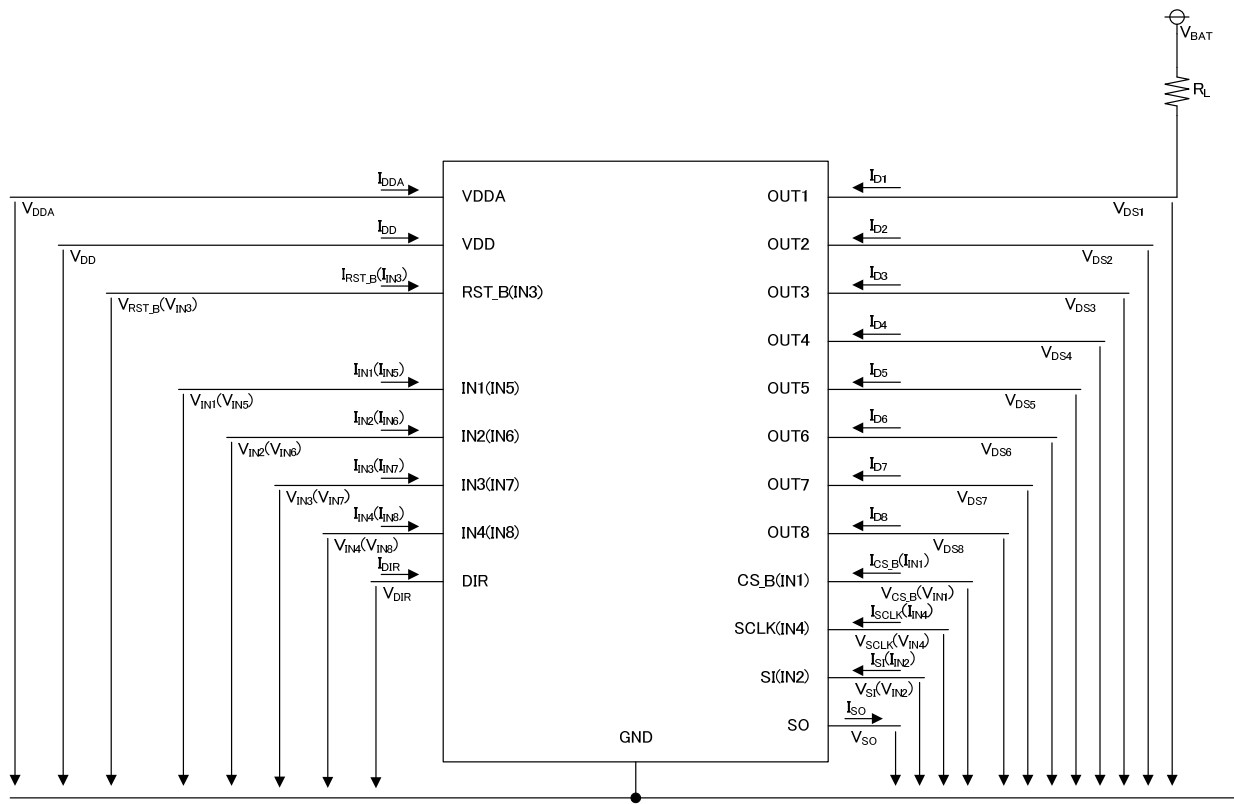 VBAT
RL
IDDA
VDDA
VDDA
IDD
VDD
VDD
IRST_B(IIN3)
RST_B(IN3)
VRST_B(VIN3)
IIN1(IIN5)
IN1(IN5)
VIN1(VIN5)
IIN2(IIN6)
IN2(IN6)
VIN2(VIN6)
IIN3(IIN7)
IN3(IN7)
VIN3(VIN7)
IIN4(IIN8)
IN4(IN8)
VIN4(VIN8)
IDIR
DIR
VDIR
GND
ID1
OUT1
VDS1
ID2
OUT2
VDS2
ID3
OUT3
VDS3
ID4
OUT4
VDS4
ID5
OUT5
VDS5
ID6
OUT6
VDS6
ID7
OUT7
VDS7
ID8
OUT8
VDS8
ICS_B(IIN1)
CS_B(IN1)
VCS_B(VIN1)
ISCLK(IIN4)
SCLK(IN4)
VSCLK(VIN4)
ISI(IIN2)
SI(IN2)
VSI(VIN2)
ISO
SO
VSO